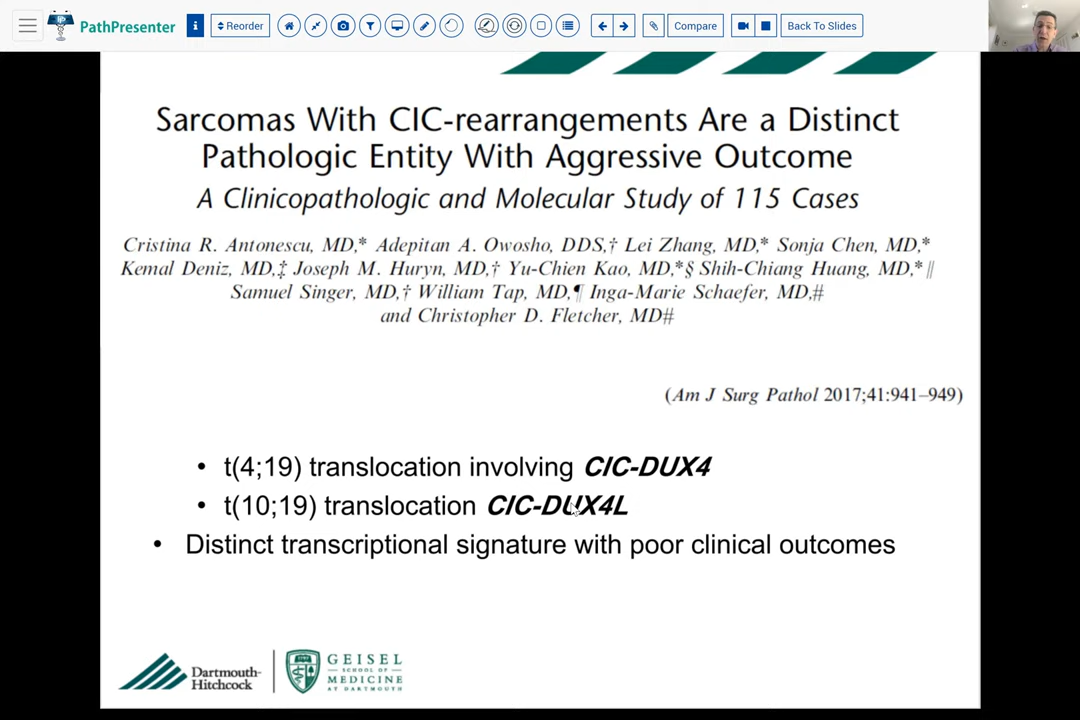 PathPresenter
i
Reorder
Compare
Back To Slides
Sarcomas With CIC-rearrangements Are a Distinct
Pathologic Entity With Aggressive Outcome
A Clinicopathologic and Molecular Study of 115 Cases
Cristina R. Antonescu, MD,* Adepitan A. Owosho, DDS,† Lei Zhang, MD,* Sonja Chen, MD,*
Kemal Deniz, MD,‡ Joseph M. Huryn, MD,† Yu-Chien Kao, MD,*§ Shih-Chiang Huang, MD,*∥
Samuel Singer, MD,† William Tap, MD,¶ Inga-Marie Schaefer, MD,#
and Christopher D. Fletcher, MD#
(Am J Surg Pathol 2017;41:941–949)
• t(4;19) translocation involving CIC-DUX4
• t(10;19) translocation CIC-DUX4L
• Distinct transcriptional signature with poor clinical outcomes
Dartmouth-
Hitchcock
GEISEL
SCHOOL OF
MEDICINE
AT DARTMOUTH